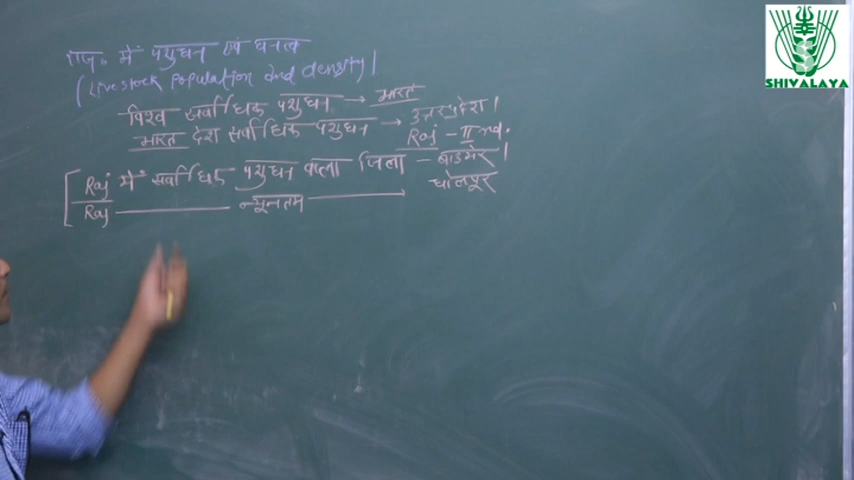 राज. में पशुधन एवं घनत्व
(Livestock Population and density)
विश्व सर्वाधिक पशुधन → भारत
भारत देश सर्वाधिक पशुधन → उत्तरप्रदेश।
Raj - II nd.
Raj में सर्वाधिक पशुधन वाला जिला - बाडमेर।
Raj ——— न्यूनतम ———→ धोलपूर
SHIVALAYA